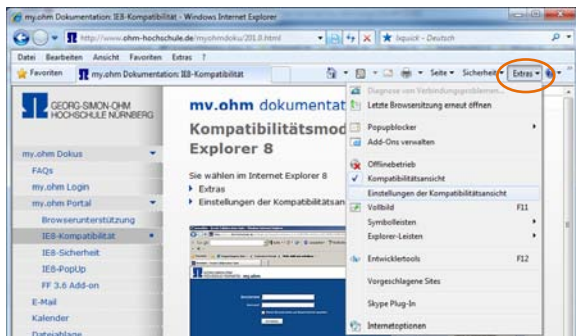 my.ohm Dokumentation: IE8-Kompatibilität - Windows Internet Explorer
http://www.ohm-hochschule.de/myohmdoku/201.0.html
Ixquick - Deutsch
Datei Bearbeiten Ansicht Favoriten Extras ?
Favoriten my.ohm Dokumentation: IE8-Kompatibilität
Seite Sicherheit Extras
GEORG-SIMON-OHM
HOCHSCHULE NÜRNBERG
my.ohm Dokus
FAQs
my.ohm Login
my.ohm Portal
Browserunterstützung
IE8-Kompatibilität
IE8-Sicherheit
IE8-PopUp
FF 3.6 Add-on
E-Mail
Kalender
Dateiablage
my.ohm dokumentat
Kompatibilitätsmod
Explorer 8
Sie wählen im Internet Explorer 8
Extras
Einstellungen der Kompatibilitätsan
Diagnose von Verbindungsproblemen...
Letzte Browsersitzung erneut öffnen
Popupblocker
Add-Ons verwalten
Offlinebetrieb
Kompatibilitätsansicht
Einstellungen der Kompatibilitätsansicht
Vollbild F11
Symbolleisten
Explorer-Leisten
Entwicklertools F12
Vorgeschlagene Sites
Skype Plug-In
Internetoptionen